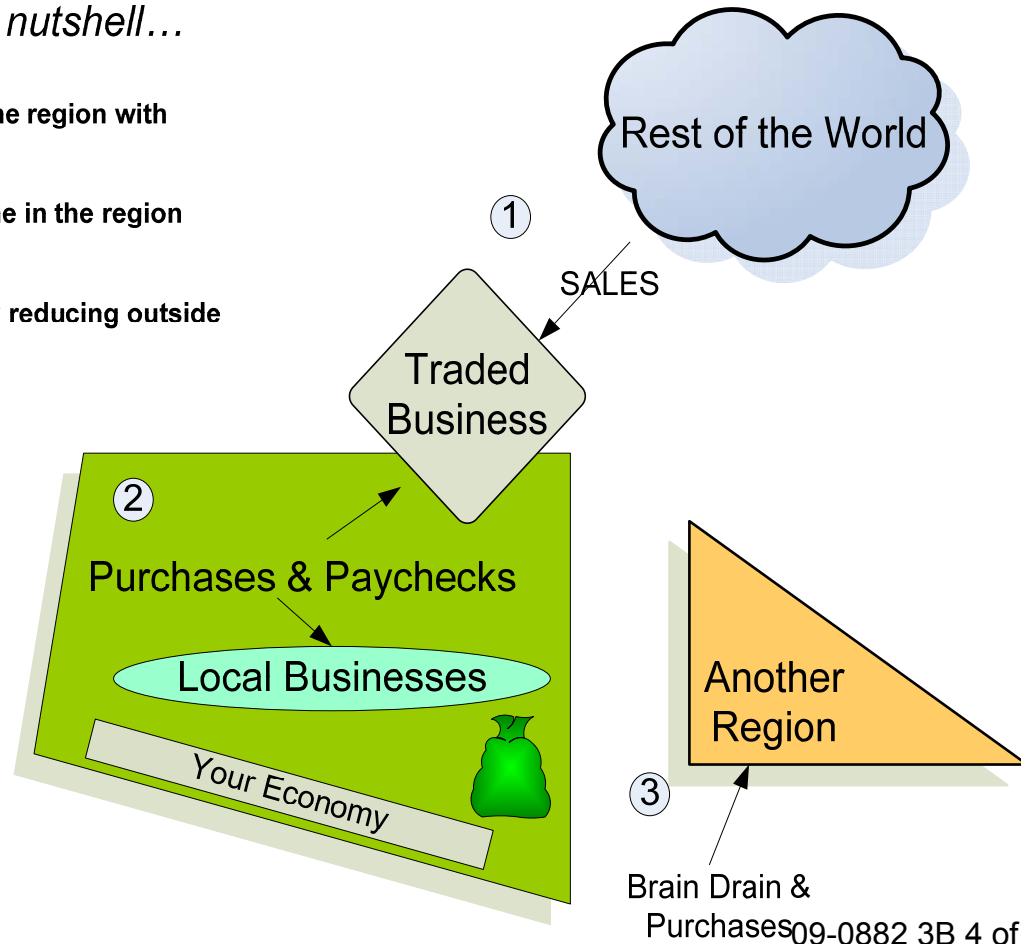 nutshell…
ne region with
e in the region
reducing outside
Rest of the World
1
SALES
Traded
Business
2
Purchases & Paychecks
Local Businesses
Your Economy
Another
Region
3
Brain Drain &
Purchases
09-0882 3B 4 of